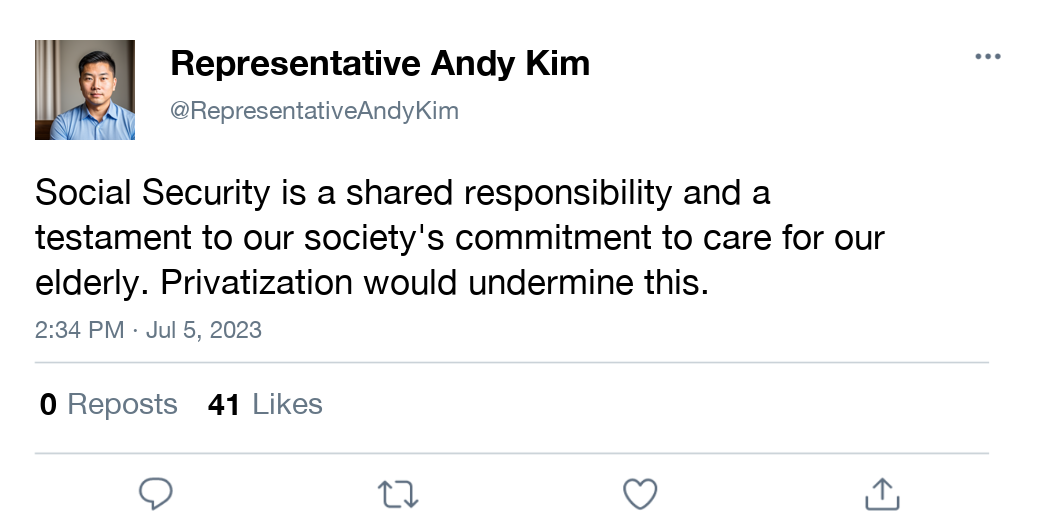 Representative Andy Kim
@RepresentativeAndyKim
Social Security is a shared responsibility and a
testament to our society's commitment to care for our
elderly. Privatization would undermine this.
2:34 PM · Jul 5, 2023
0 Reposts 41 Likes